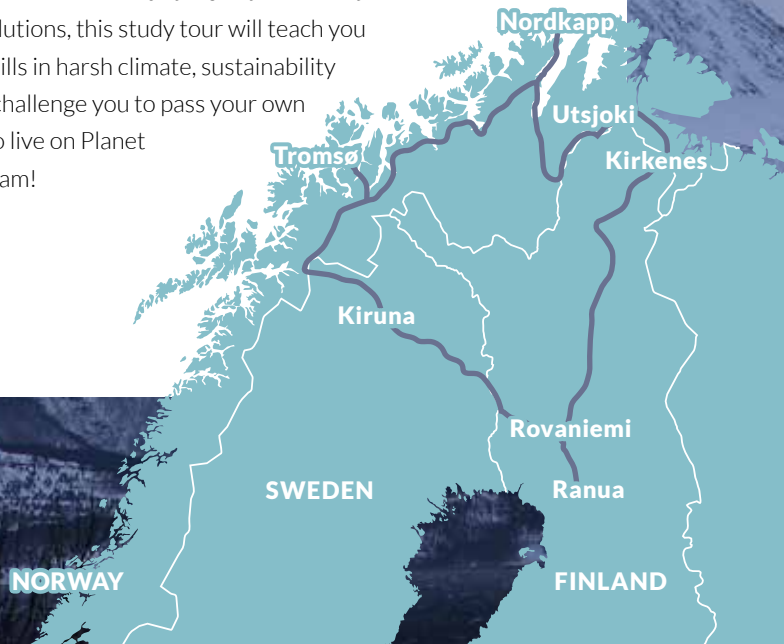 lutions, this study tour will teach you
ills in harsh climate, sustainability
challenge you to pass your own
o live on Planet
am!
Nordkapp
Utsjoki
Tromsø
Kirkenes
Kiruna
Rovaniemi
SWEDEN
Ranua
NORWAY
FINLAND